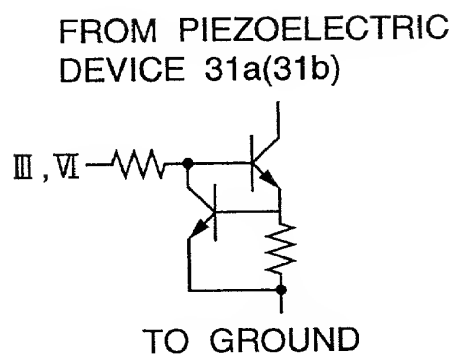 FROM PIEZOELECTRIC
DEVICE 31a(31b)
Ⅲ,Ⅵ
TO GROUND